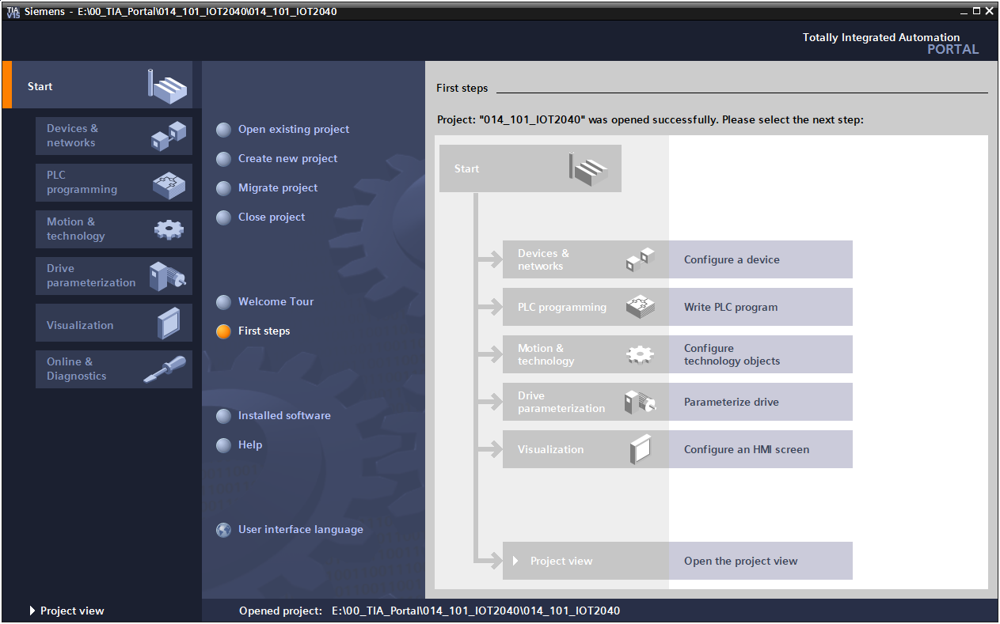 TIA V15 Siemens - E:\00_TIA_Portal\014_101_IOT2040\014_101_IOT2040
Totally Integrated Automation
PORTAL
Start
Devices &
networks
PLC
programming
Motion &
technology
Drive
parameterization
Visualization
Online &
Diagnostics
Project view
Open existing project
Create new project
Migrate project
Close project
Welcome Tour
First steps
Installed software
Help
User interface language
First steps
Project: "014_101_IOT2040" was opened successfully. Please select the next step:
Start
Devices &
networks
Configure a device
PLC programming
Write PLC program
Motion &
technology
Configure
technology objects
Drive
parameterization
Parameterize drive
Visualization
Configure an HMI screen
Project view
Open the project view
Opened project: E:\00_TIA_Portal\014_101_IOT2040\014_101_IOT2040